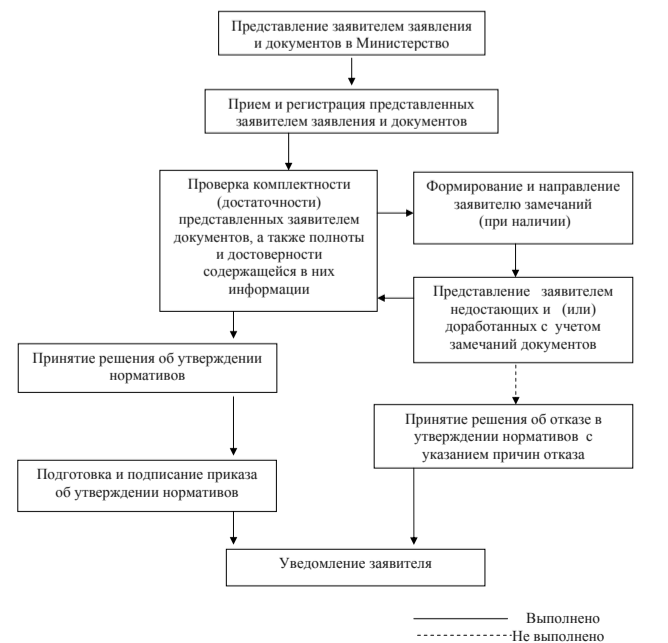 Представление заявителем заявления
и документов в Министерство
Прием и регистрация представленных
заявителем заявления и документов
Проверка комплектности
(достаточности)
представленных заявителем
документов, а также полноты
и достоверности
содержащейся в них
информации
Формирование и направление
заявителю замечаний
(при наличии)
Представление заявителем
недостающих и (или)
доработанных с учетом
замечаний документов
Принятие решения об утверждении
нормативов
Принятие решения об отказе в
утверждении нормативов с
указанием причин отказа
Подготовка и подписание приказа
об утверждении нормативов
Уведомление заявителя
Выполнено
Не выполнено